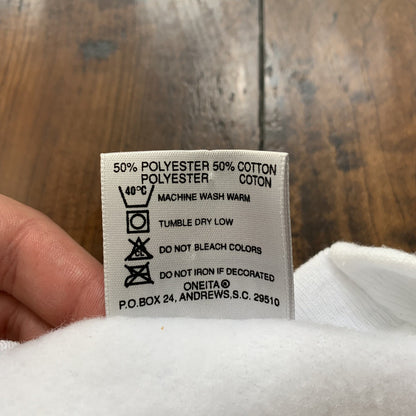 50% POLYESTER 50% COTTON
POLYESTER COTON
40°C MACHINE WASH WARM
TUMBLE DRY LOW
CL DO NOT BLEACH COLORS
DO NOT IRON IF DECORATED
ONEITA®
P.O.BOX 24, ANDREWS,S.C. 29510